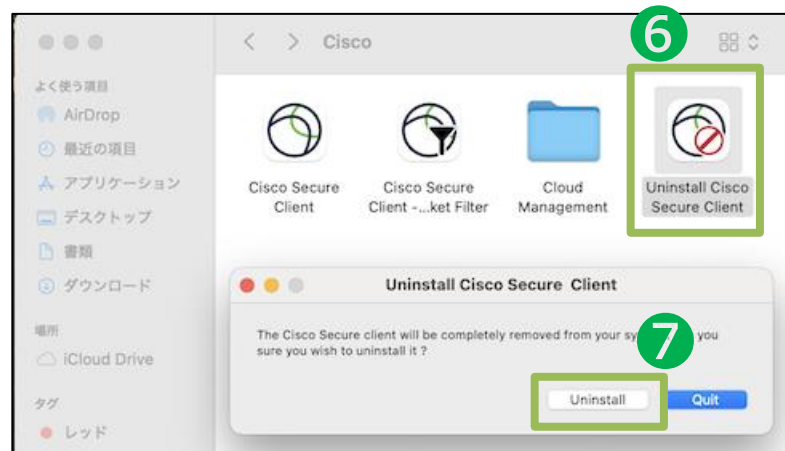 Cisco
6
よく使う項目
AirDrop
最近の項目
アプリケーション
デスクトップ
書類
ダウンロード
場所
iCloud Drive
タグ
レッド
Cisco Secure
Client
Cisco Secure
Client -...ket Filter
Cloud
Management
Uninstall Cisco
Secure Client
Uninstall Cisco Secure Client
The Cisco Secure client will be completely removed from your sy you
sure you wish to uninstall it ?
7
Uninstall
Quit